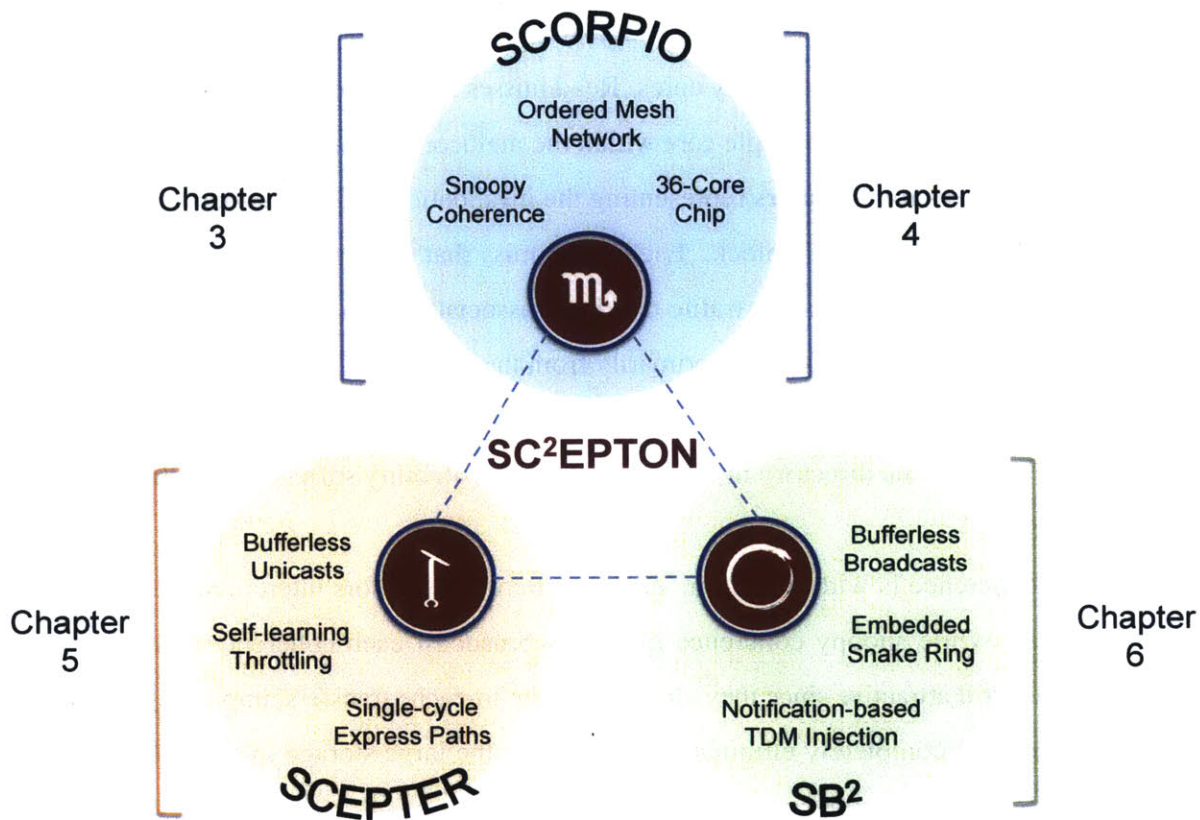 SCORPIO
Ordered Mesh
Network
Snoopy
Coherence
36-Core
Chip
Chapter
3
Chapter
4
SC²EPTON
Bufferless
Unicasts
Self-learning
Throttling
Single-cycle
Express Paths
SCEPTER
Chapter
5
Bufferless
Broadcasts
Embedded
Snake Ring
Notification-based
TDM Injection
SB²
Chapter
6